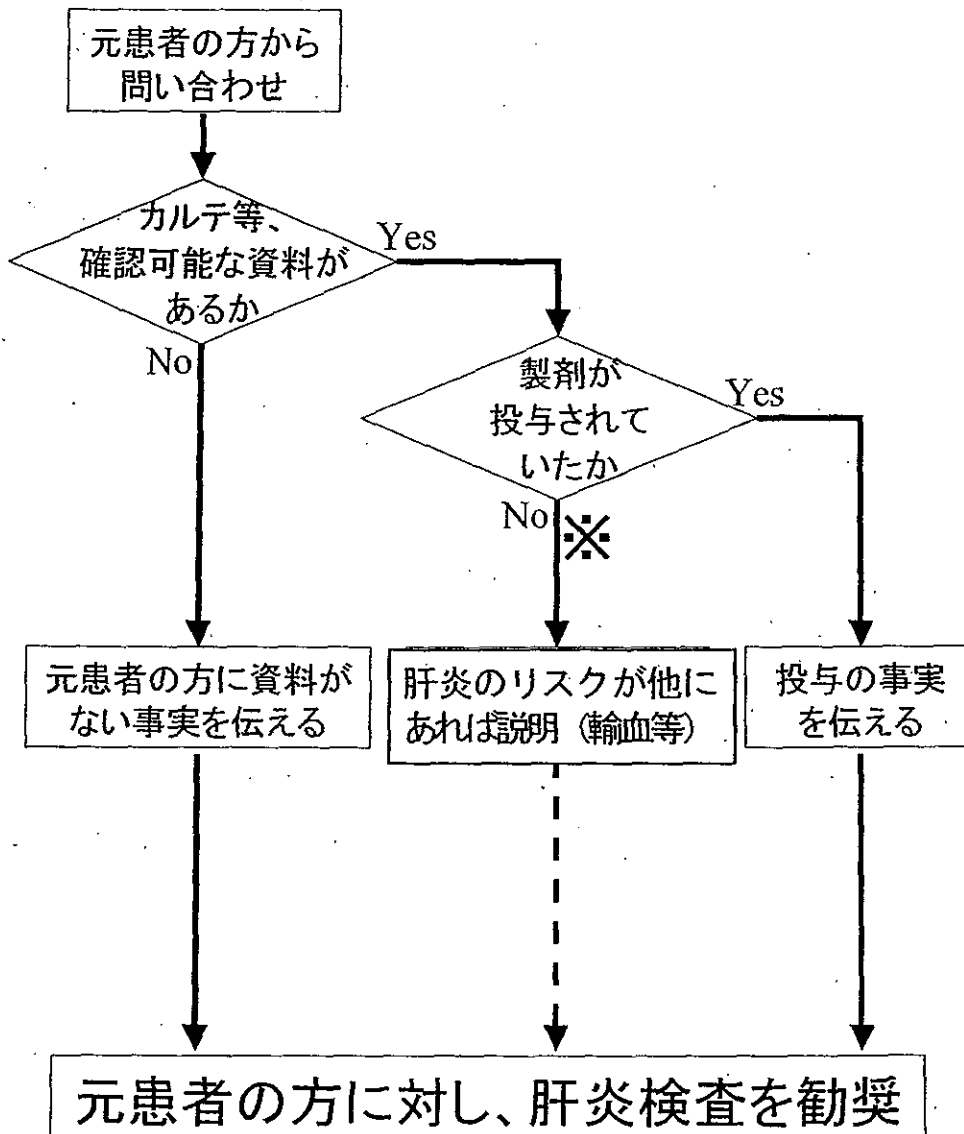 元患者の方から
問い合わせ
カルテ等、
確認可能な資料が
あるか
Yes
No
製剤が
投与されて
いたか
Yes
No
※
元患者の方に資料が
ない事実を伝える
肝炎のリスクが他に
あれば説明（輸血等）
投与の事実
を伝える
元患者の方に対し、肝炎検査を勧奨